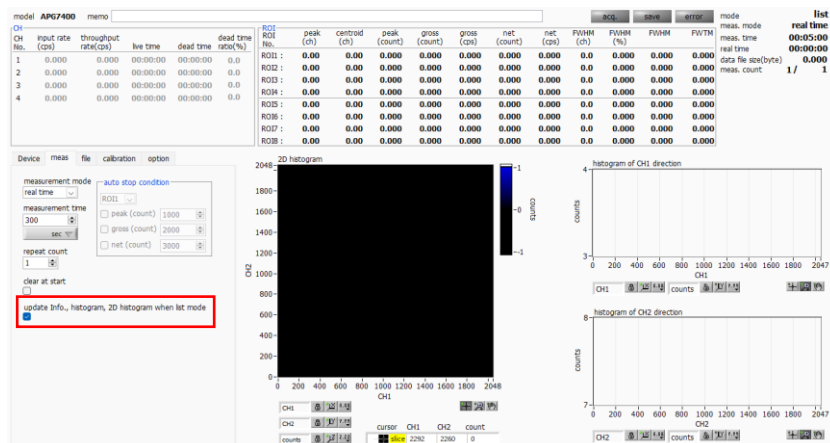 model APG7400 memo acq. save error mode list
meas. mode real time
meas. time 00:05:00
real time 00:00:00
data file size(byte) 0.000
meas. count 1 / 1
CH
CH No. input rate (cps) throughput rate(cps) live time dead time dead time ratio(%)
1 0.000 0.000 00:00:00 00:00:00 0.0
2 0.000 0.000 00:00:00 00:00:00 0.0
3 0.000 0.000 00:00:00 00:00:00 0.0
4 0.000 0.000 00:00:00 00:00:00 0.0
ROI
ROI No. peak (ch) centroid (ch) peak (count) gross (count) gross (cps) net (count) net (cps) FWHM (ch) FWHM (%) FWHM FWTM
ROI1 : 0.00 0.00 0.000 0.000 0.000 0.000 0.000 0.0 0.000 0.000 0.000
ROI2 : 0.00 0.00 0.000 0.000 0.000 0.000 0.000 0.0 0.000 0.000 0.000
ROI3 : 0.00 0.00 0.000 0.000 0.000 0.000 0.000 0.0 0.000 0.000 0.000
ROI4 : 0.00 0.00 0.000 0.000 0.000 0.000 0.000 0.0 0.000 0.000 0.000
ROI5 : 0.00 0.00 0.000 0.000 0.000 0.000 0.000 0.0 0.000 0.000 0.000
ROI6 : 0.00 0.00 0.000 0.000 0.000 0.000 0.000 0.0 0.000 0.000 0.000
ROI7 : 0.00 0.00 0.000 0.000 0.000 0.000 0.000 0.0 0.000 0.000 0.000
ROI8 : 0.00 0.00 0.000 0.000 0.000 0.000 0.000 0.0 0.000 0.000 0.000
Device meas file calibration option
measurement mode
real time
measurement time
300
sec
repeat count
1
clear at start
update Info., histogram, 2D histogram when list mode
auto stop condition
ROI1
peak (count) 1000
gross (count) 2000
net (count) 3000
2D histogram
2048
1800
1600
1400
1200
1000
800
600
400
200
0
CH2
0 200 400 600 800 1000 1200 1400 1600 1800 2048
CH1
1
0
-1
counts
CH1
CH2
counts
cursor CH1 CH2 count
slice 2292 2260 0
histogram of CH1 direction
4
3
counts
0 200 400 600 800 1000 1200 1400 1600 1800 2047
CH1
CH1 counts
histogram of CH2 direction
8
7
counts
0 200 400 600 800 1000 1200 1400 1600 1800 2047
CH2
CH2 counts